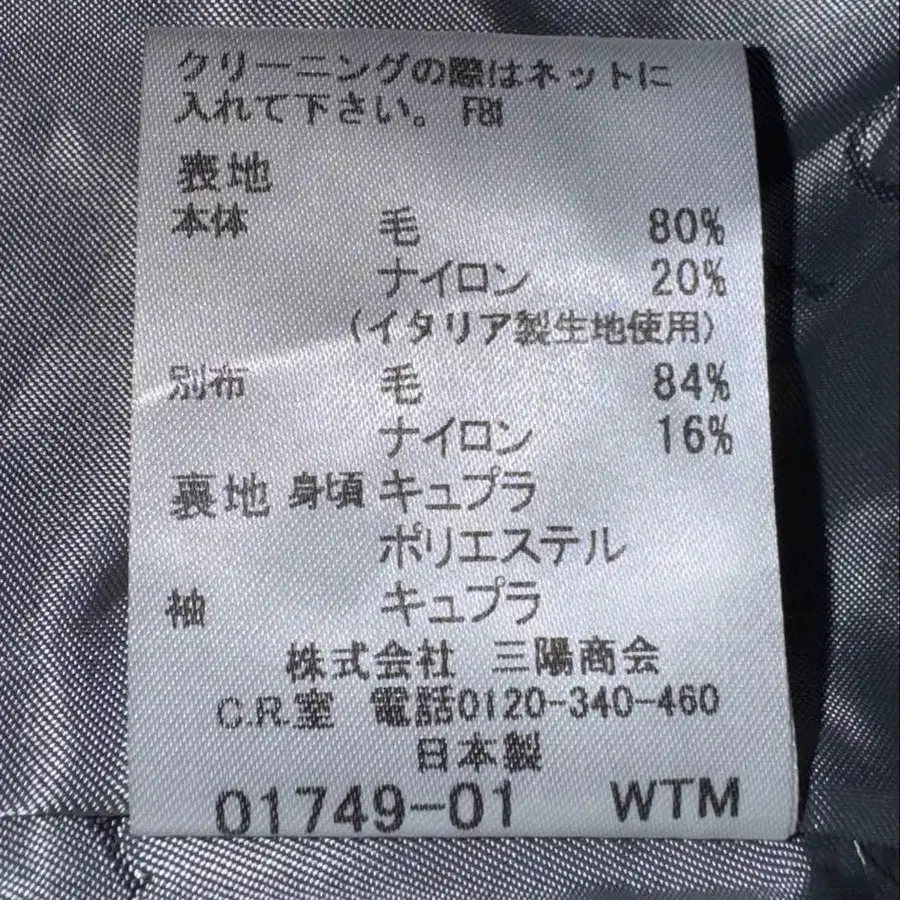 クリーニングの際はネットに
入れて下さい。 FBI
表地
本体 毛 80%
ナイロン 20%
(イタリア製生地使用)
別布 毛 84%
ナイロン 16%
裏地 身頃 キュプラ
ポリエステル
袖 キュプラ
株式会社 三陽商会
C.R.室 電話0120-340-460
日本製
01749-01 WTM